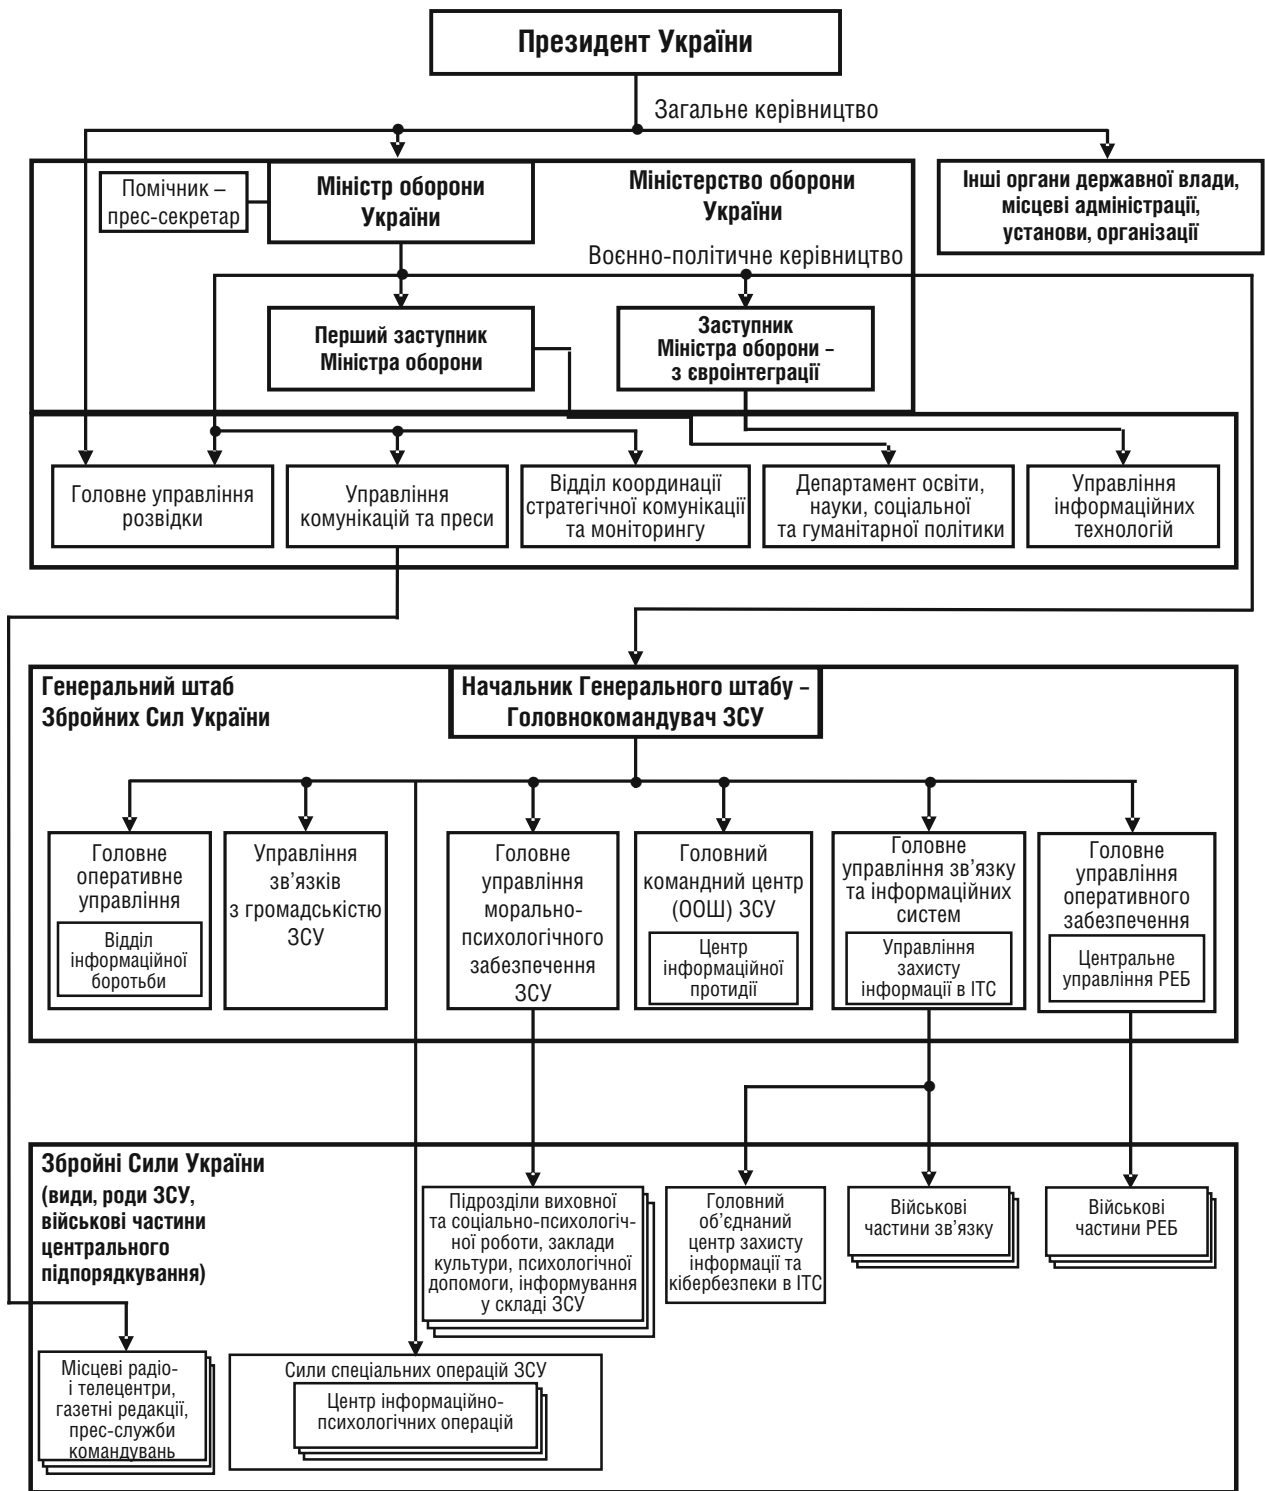 Президент України
Загальне керівництво
Помічник –
прес-секретар
Міністр оборони
України
Міністерство оборони
України
Інші органи державної влади,
місцеві адміністрації,
установи, організації
Воєнно-політичне керівництво
Перший заступник
Міністра оборони
Заступник
Міністра оборони –
з євроінтеграції
Головне управління
розвідки
Управління
комунікацій та преси
Відділ координації
стратегічної комунікації
та моніторингу
Департамент освіти,
науки, соціальної
та гуманітарної політики
Управління
інформаційних
технологій
Генеральний штаб
Збройних Сил України
Начальник Генерального штабу –
Головнокомандувач ЗСУ
Головне
оперативне
управління
Відділ
інформаційної
боротьби
Управління
зв’язків
з громадськістю
ЗСУ
Головне
управління
морально-
психологічного
забезпечення
ЗСУ
Головний
командний центр
(ООШ) ЗСУ
Центр
інформаційної
протидії
Головне
управління зв’язку
та інформаційних
систем
Управління
захисту
інформації в ІТС
Головне
управління
оперативного
забезпечення
Центральне
управління РЕБ
Збройні Сили України
(види, роди ЗСУ,
військові частини
центрального
підпорядкування)
Підрозділи виховної
та соціально-психологіч-
ної роботи, заклади
культури, психологічної
допомоги, інформування
у складі ЗСУ
Головний
об’єднаний
центр захисту
інформації та
кібербезпеки в ІТС
Військові
частини зв’язку
Військові
частини РЕБ
Місцеві радіо-
і телецентри,
газетні редакції,
прес-служби
командувань
Сили спеціальних операцій ЗСУ
Центр інформаційно-
психологічних операцій